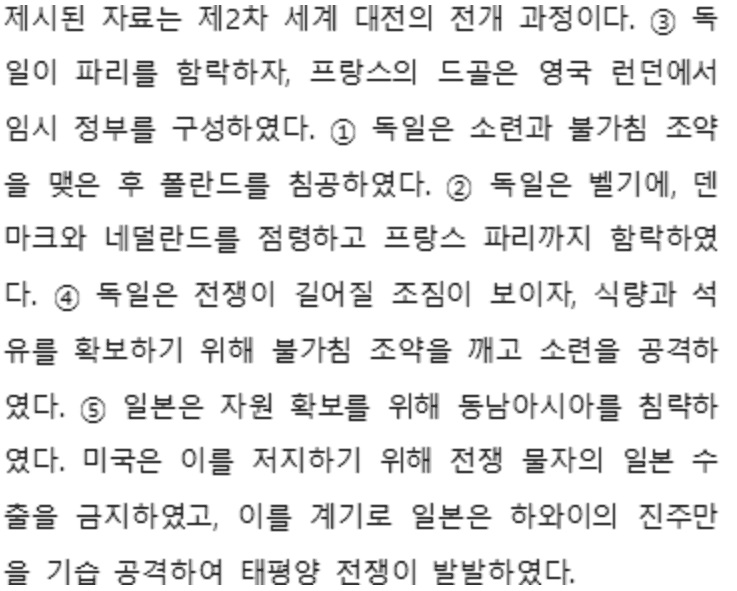 제시된 자료는 제2차 세계 대전의 전개 과정이다. ③ 독
일이 파리를 함락하자, 프랑스의 드골은 영국 런던에서
임시 정부를 구성하였다. ① 독일은 소련과 불가침 조약
을 맺은 후 폴란드를 침공하였다. ② 독일은 벨기에, 덴
마크와 네덜란드를 점령하고 프랑스 파리까지 함락하였
다. ④ 독일은 전쟁이 길어질 조짐이 보이자, 식량과 석
유를 확보하기 위해 불가침 조약을 깨고 소련을 공격하
였다. ⑤ 일본은 자원 확보를 위해 동남아시아를 침략하
였다. 미국은 이를 저지하기 위해 전쟁 물자의 일본 수
출을 금지하였고, 이를 계기로 일본은 하와이의 진주만
을 기습 공격하여 태평양 전쟁이 발발하였다.